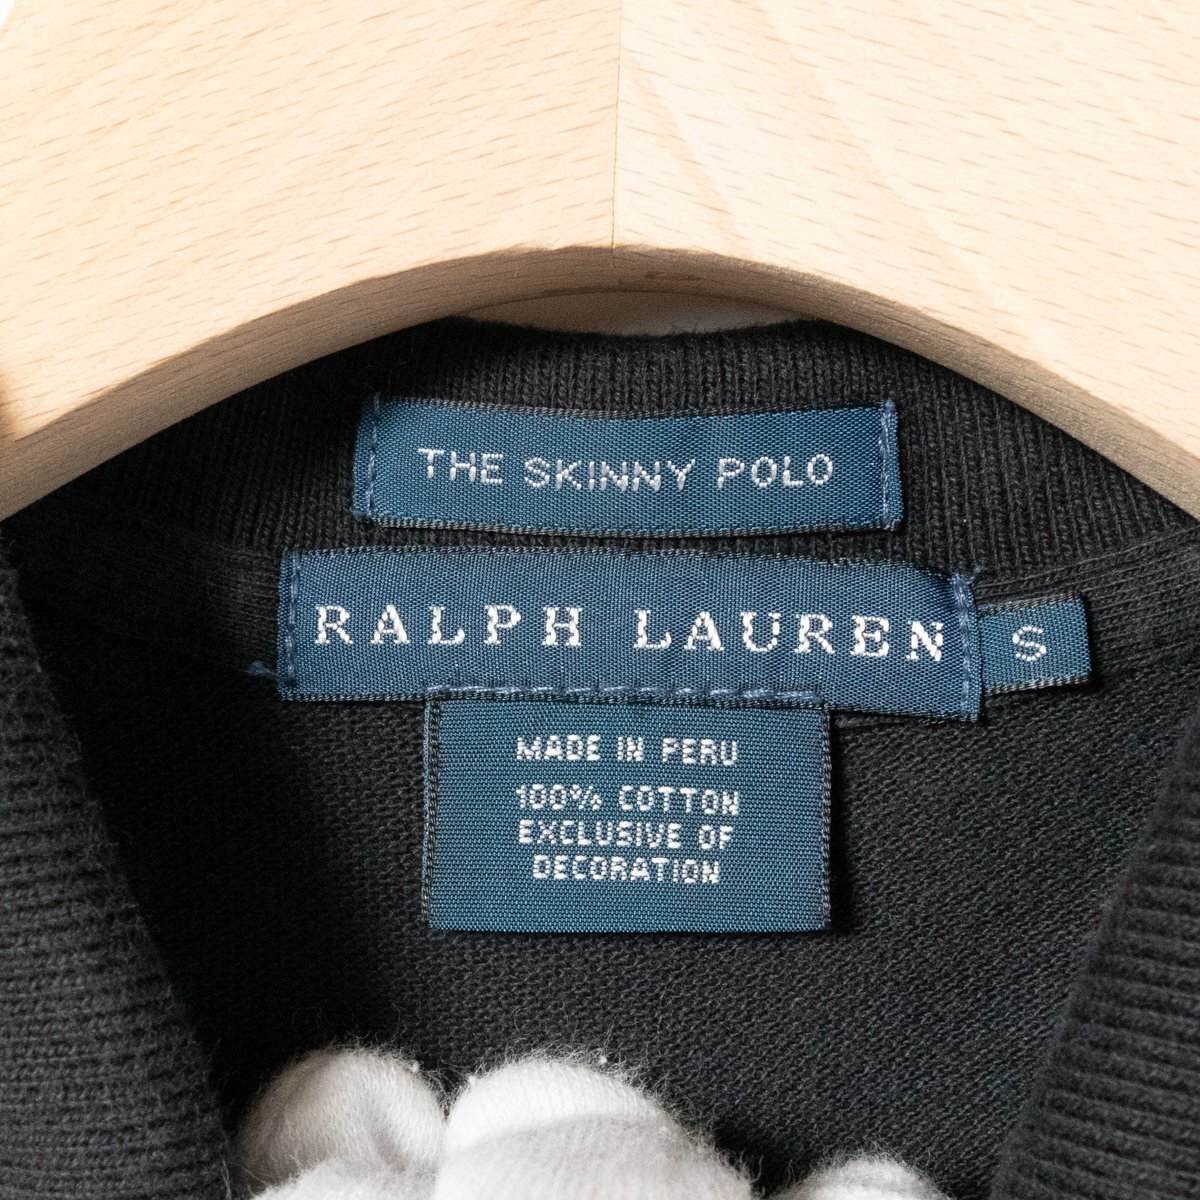 THE SKINNY POLO
RALPH LAUREN
S
MADE IN PERU
100% COTTON
EXCLUSIVE OF
DECORATION